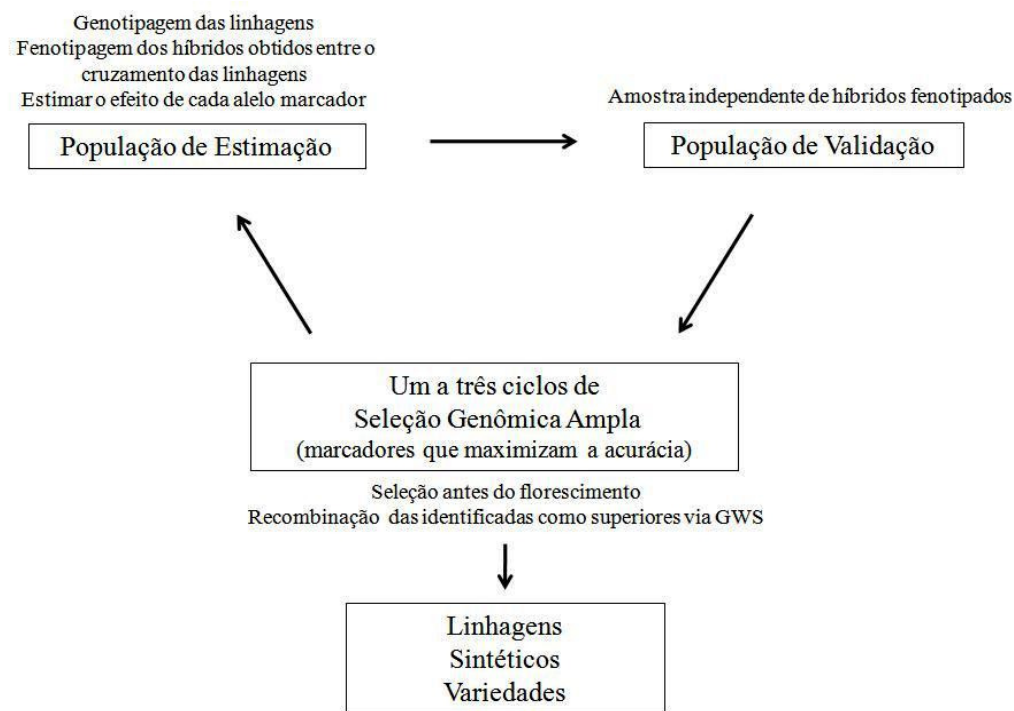 Genotipagem das linhagens
Fenotipagem dos híbridos obtidos entre o
cruzamento das linhagens
Estimar o efeito de cada alelo marcador
População de Estimação
Amostra independente de híbridos fenotipados
População de Validação
Um a três ciclos de
Seleção Genômica Ampla
(marcadores que maximizam a acurácia)
Seleção antes do florescimento
Recombinação das identificadas como superiores via GWS
Linhagens
Sintéticos
Variedades